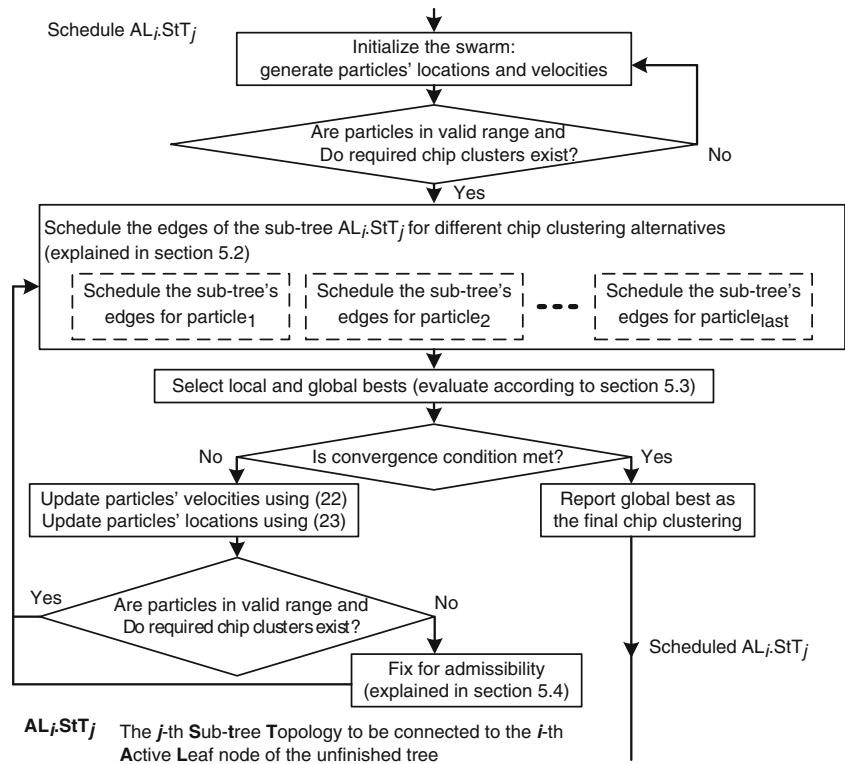 Schedule ALi.StTj
Initialize the swarm:
generate particles' locations and velocities
Are particles in valid range and
Do required chip clusters exist?
No
Yes
Schedule the edges of the sub-tree ALi.StTj for different chip clustering alternatives
(explained in section 5.2)
Schedule the sub-tree's
edges for particle1
Schedule the sub-tree's
edges for particle2
Schedule the sub-tree's
edges for particlelast
Select local and global bests (evaluate according to section 5.3)
Is convergence condition met?
No
Yes
Update particles' velocities using (22)
Update particles' locations using (23)
Report global best as
the final chip clustering
Are particles in valid range and
Do required chip clusters exist?
Yes
No
Fix for admissibility
(explained in section 5.4)
Scheduled ALi.StTj
ALi.StTj The j-th Sub-tree Topology to be connected to the i-th
Active Leaf node of the unfinished tree